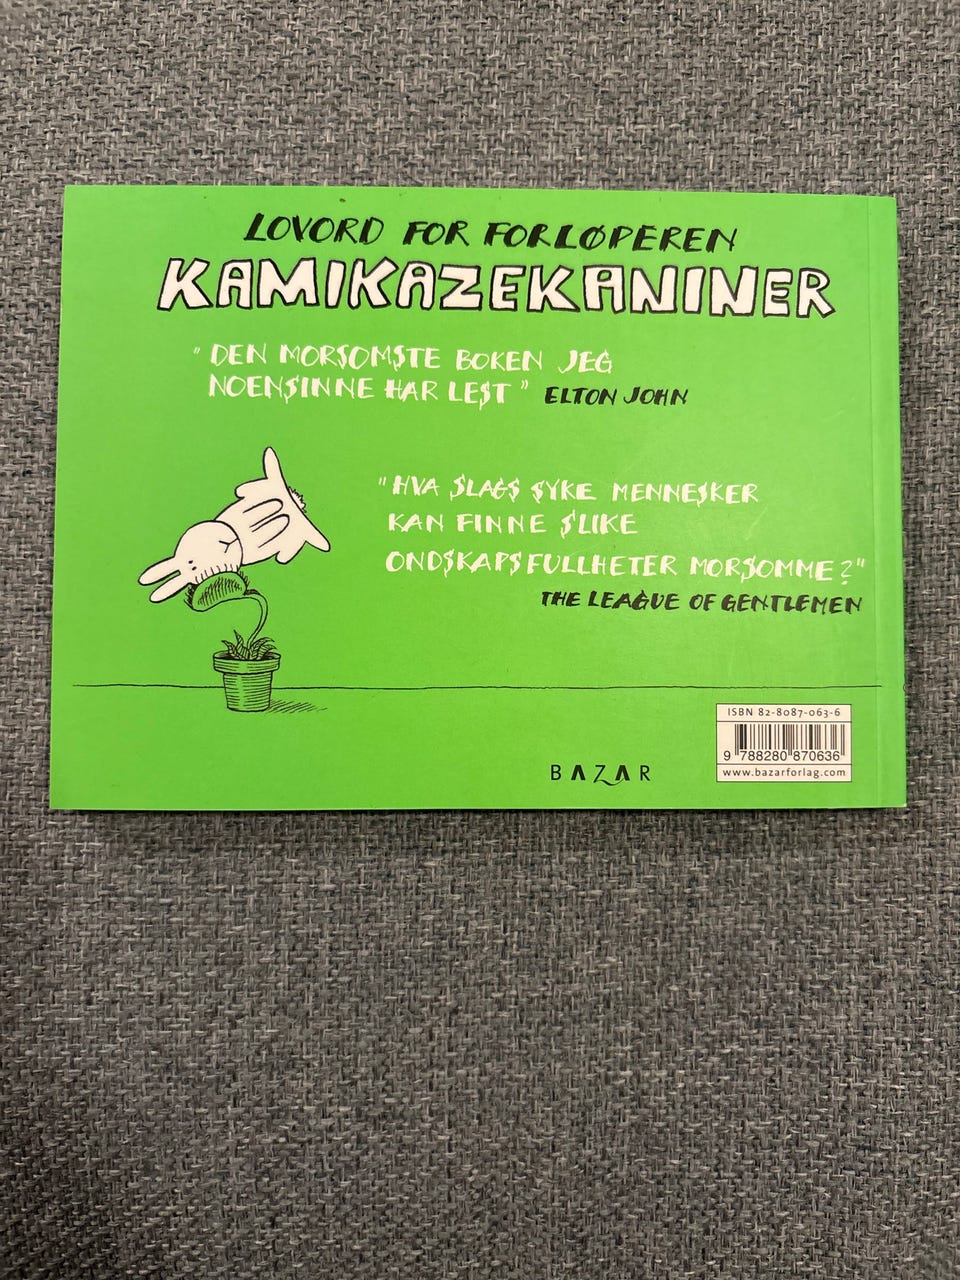 LOVORD FOR FORLØPEREN
KAMIKAZEKANINER
"DEN MORSOMSTE BOKEN JEG
NOENSINNE HAR LEST" ELTON JOHN
"HVA SLAGS SYKE MENNESKER
KAN FINNE SLIKE
ONDSKAPSFULLHETER MORSOMME?"
THE LEAGUE OF GENTLEMEN
ISBN 82-8087-063-6
9 788280 870636
www.bazarforlag.com
BAZAR